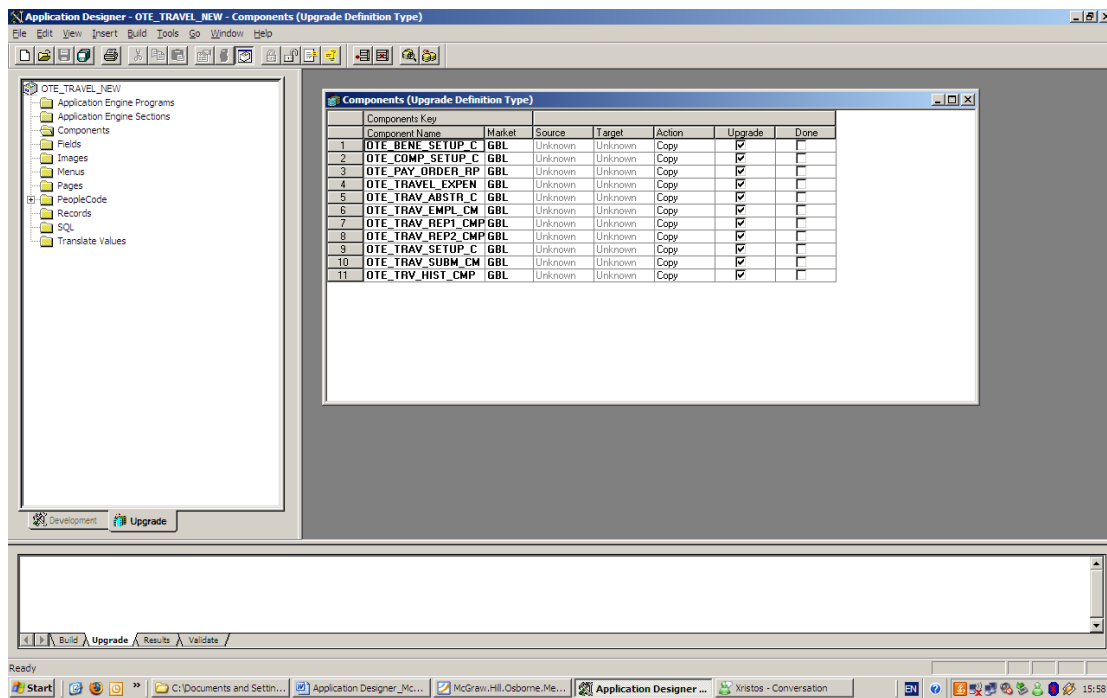 Application Designer - OTE_TRAVEL_NEW - Components (Upgrade Definition Type)
File Edit View Insert Build Tools Go Window Help
OTE_TRAVEL_NEW
Application Engine Programs
Application Engine Sections
Components
Fields
Images
Menus
Pages
PeopleCode
Records
SQL
Translate Values
Development Upgrade
Components (Upgrade Definition Type)
Components Key
Component Name Market Source Target Action Upgrade Done
1 OTE_BENE_SETUP_C GBL Unknown Unknown Copy
2 OTE_COMP_SETUP_C GBL Unknown Unknown Copy
3 OTE_PAY_ORDER_RP GBL Unknown Unknown Copy
4 OTE_TRAVEL_EXPEN GBL Unknown Unknown Copy
5 OTE_TRAV_ABSTR_C GBL Unknown Unknown Copy
6 OTE_TRAV_EMPL_CM GBL Unknown Unknown Copy
7 OTE_TRAV_REP1_CMP GBL Unknown Unknown Copy
8 OTE_TRAV_REP2_CMP GBL Unknown Unknown Copy
9 OTE_TRAV_SETUP_C GBL Unknown Unknown Copy
10 OTE_TRAV_SUBM_CM GBL Unknown Unknown Copy
11 OTE_TRV_HIST_CMP GBL Unknown Unknown Copy
Build Upgrade Results Validate
Ready
Start » C:\Documents and Settin... Application Designer_Mc... McGraw.Hill.Osborne.Me... Application Designer ... Xristos - Conversation EN 15:58